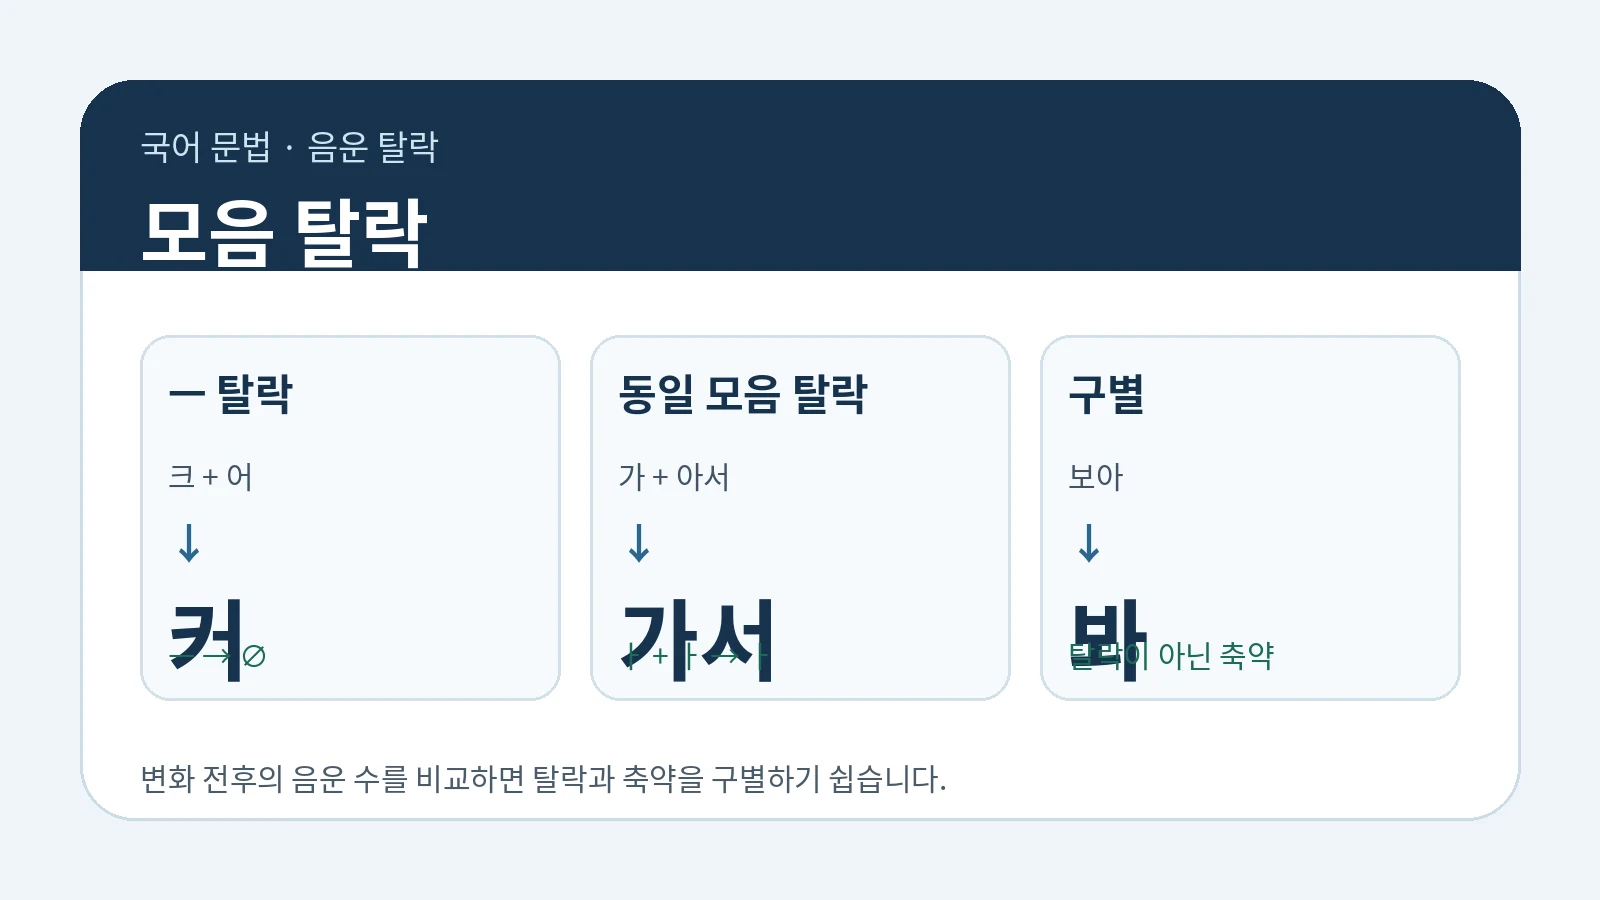 국어 문법 · 음운 탈락
모음 탈락
ㅡ 탈락
크 + 어
↓
커
ㅡ → ∅
동일 모음 탈락
가 + 아서
↓
가서
ㅏ + ㅏ → ㅏ
구별
보아
↓
봐
탈락이 아닌 축약
변화 전후의 음운 수를 비교하면 탈락과 축약을 구별하기 쉽습니다.